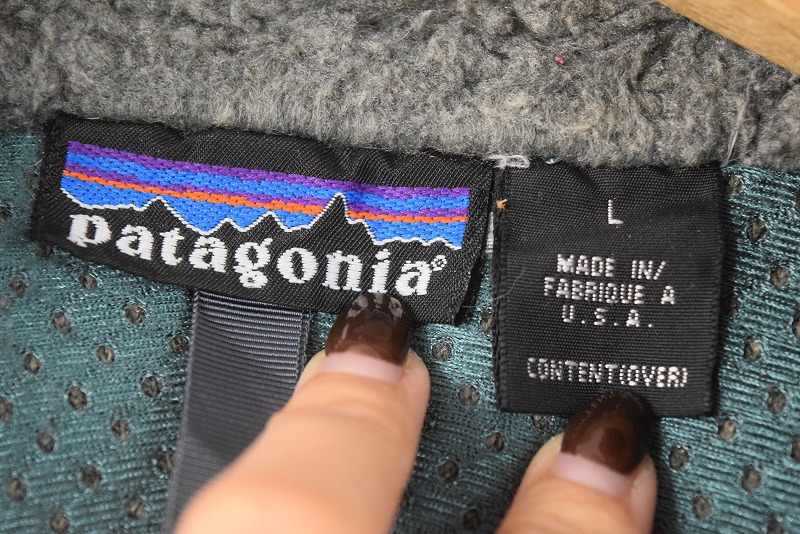 patagonia®
L
MADE IN/
FABRIQUE A
U.S.A.
CONTENT(OVER)